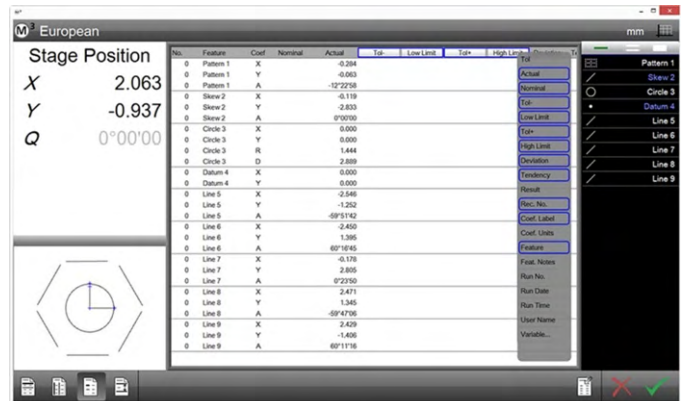 M³ European mm
Stage Position
X 2.063
Y -0.937
Q 0°00'00
No. Feature Coef Nominal Actual Tol- Low Limit Tol+ High Limit
0 Pattern 1 X -0.284
0 Pattern 1 Y -0.063
0 Pattern 1 A -12°22'58
0 Skew 2 X -0.119
0 Skew 2 Y -2.833
0 Skew 2 A 0°00'00
0 Circle 3 X 0.000
0 Circle 3 Y 0.000
0 Circle 3 R 1.444
0 Circle 3 D 2.889
0 Datum 4 X 0.000
0 Datum 4 Y 0.000
0 Line 5 X -2.546
0 Line 5 Y -1.252
0 Line 5 A -59°51'42
0 Line 6 X -2.450
0 Line 6 Y 1.395
0 Line 6 A 60°16'45
0 Line 7 X -0.178
0 Line 7 Y 2.805
0 Line 7 A 0°23'50
0 Line 8 X 2.471
0 Line 8 Y 1.345
0 Line 8 A -59°47'06
0 Line 9 X 2.429
0 Line 9 Y -1.406
0 Line 9 A 60°11'16
Tol
Actual
Nominal
Tol-
Low Limit
Tol+
High Limit
Deviation
Tendency
Result
Rec. No.
Coef. Label
Coef. Units
Feature
Feat. Notes
Run No.
Run Date
Run Time
User Name
Variable...
Pattern 1
Skew 2
Circle 3
Datum 4
Line 5
Line 6
Line 7
Line 8
Line 9